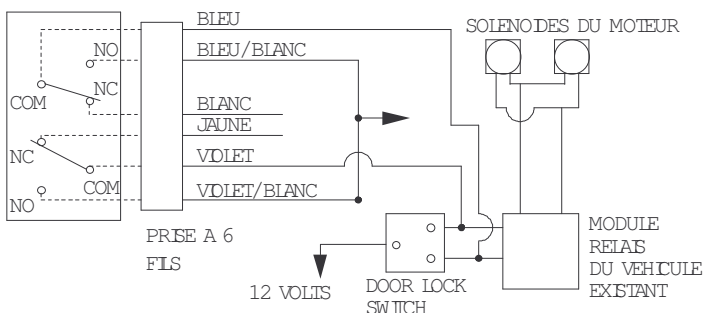 BLEU
SOLENOIDES DU MOTEUR
NO
BLEU/BLANC
NC
COM
BLANC
JAUNE
NC
VIOLET
COM
VIOLET/BLANC
NO
PRISE A 6
FILS
MODULE
RELAIS
DU VEHICULE
EXISTANT
12 VOLTS
DOOR LOCK
SWITCH